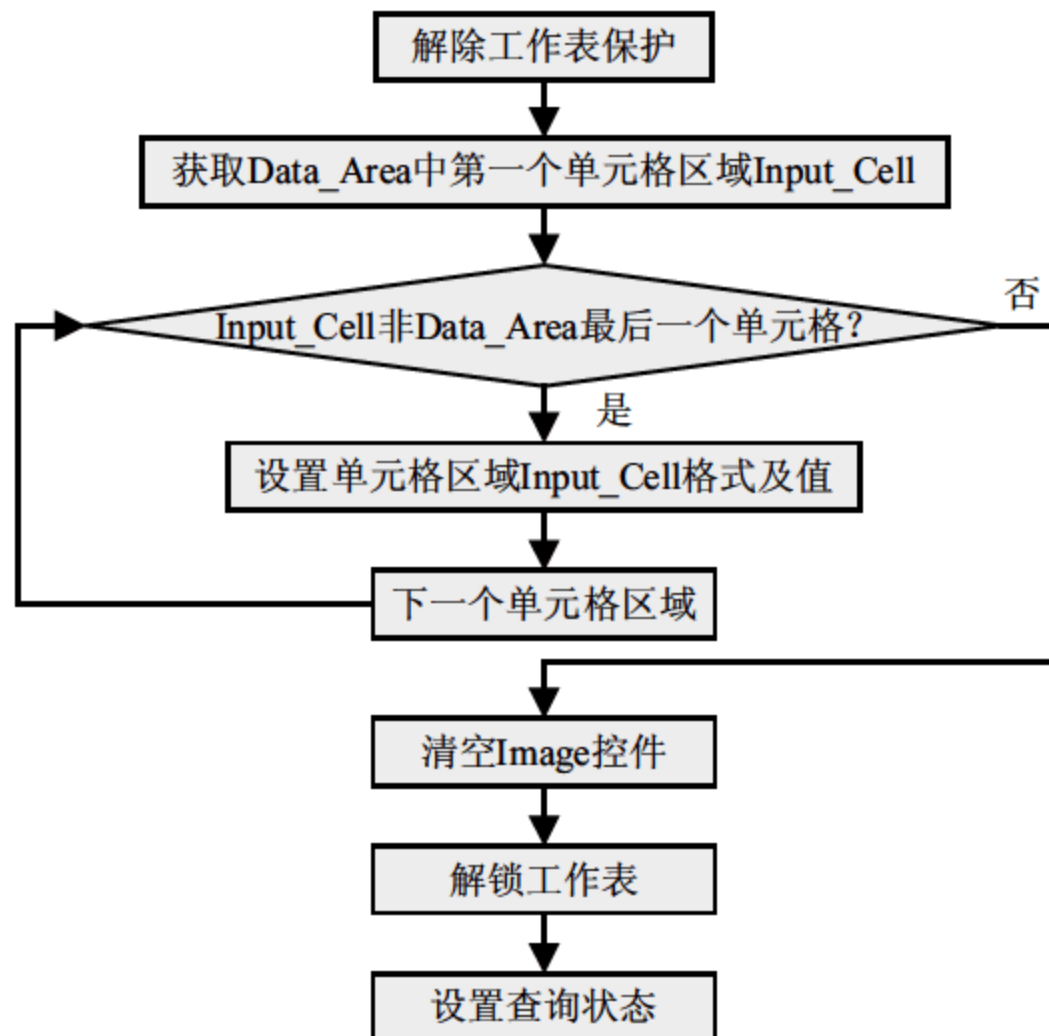 解除工作表保护
获取Data_Area中第一个单元格区域Input_Cell
否
Input_Cell非Data_Area最后一个单元格？
是
设置单元格区域Input_Cell格式及值
下一个单元格区域
清空Image控件
解锁工作表
设置查询状态